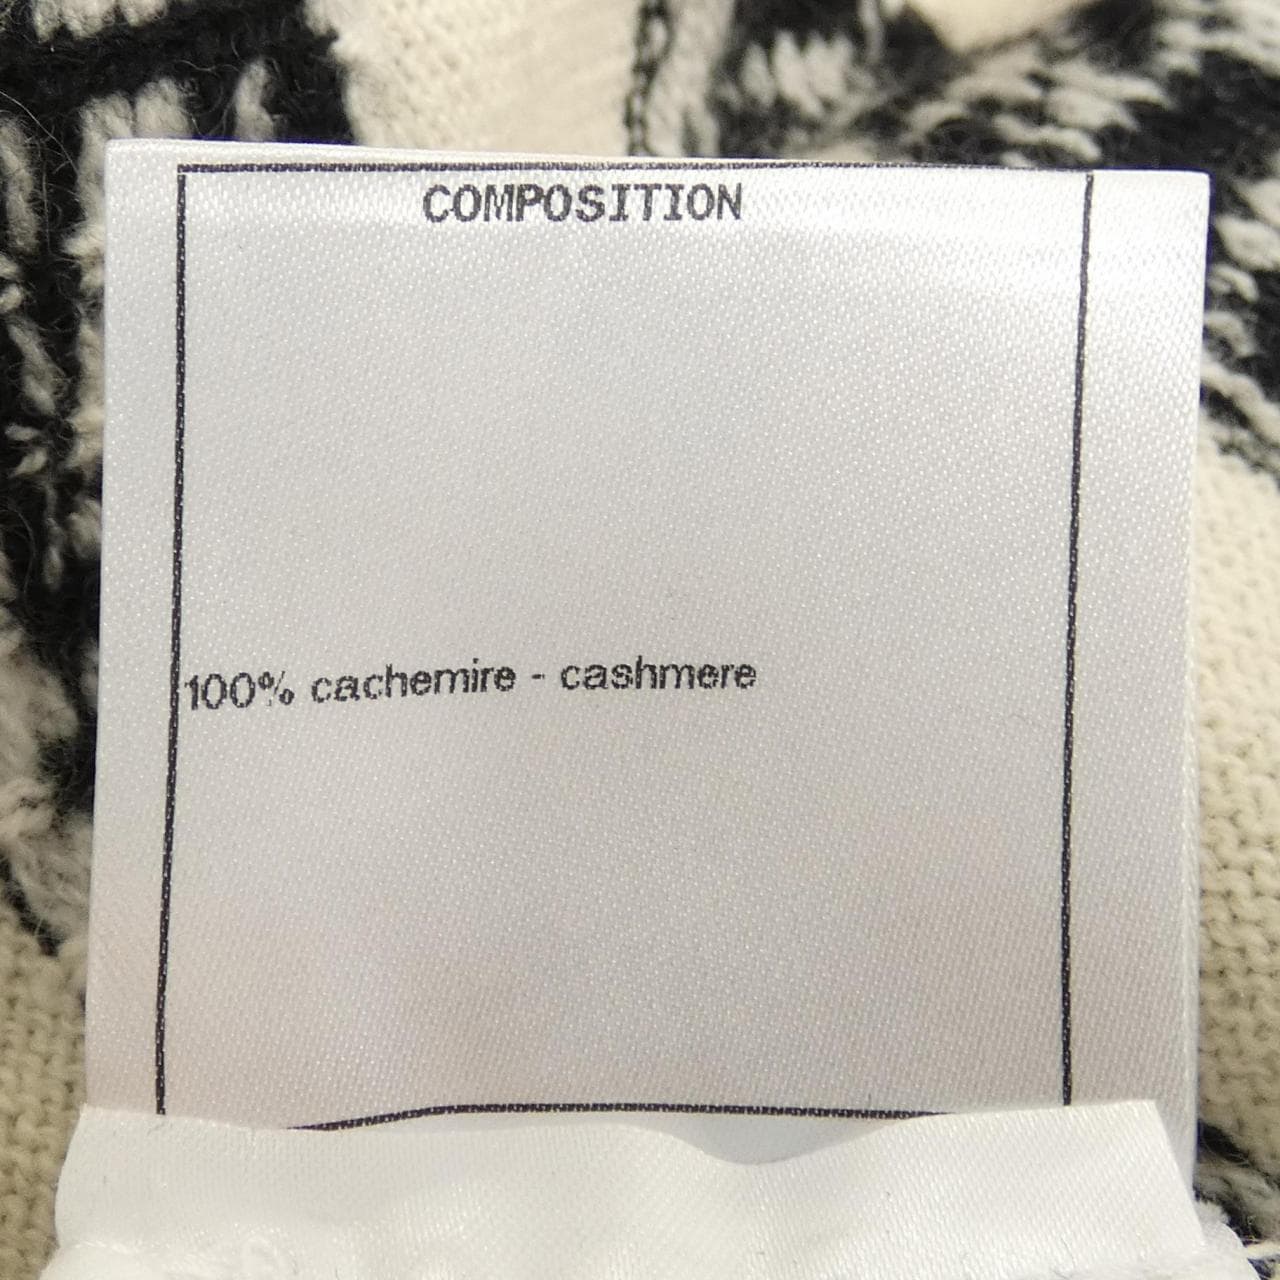 COMPOSITION
100% cachemire - cashmere